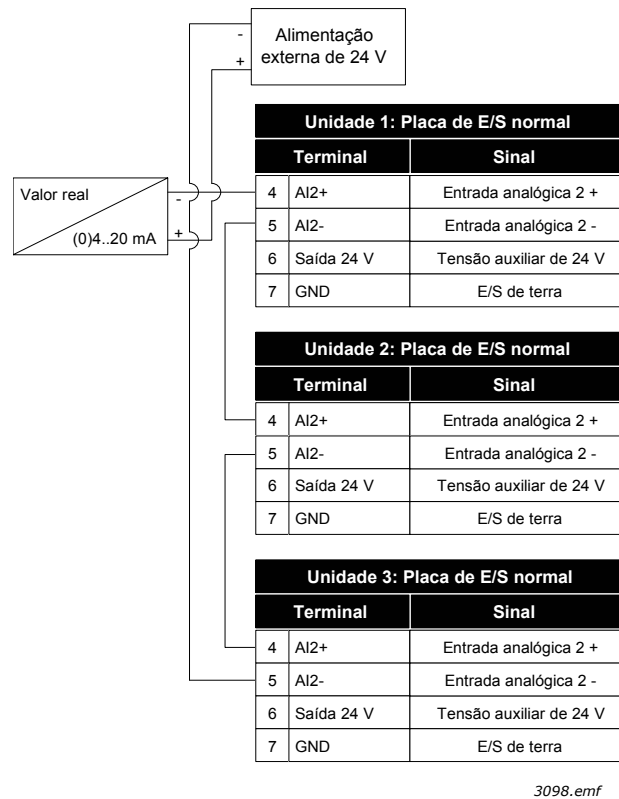 - Alimentação
+ externa de 24 V
Unidade 1: Placa de E/S normal
Terminal Sinal
Valor real
-
(0)4..20 mA +
4 AI2+ Entrada analógica 2 +
5 AI2- Entrada analógica 2 -
6 Saída 24 V Tensão auxiliar de 24 V
7 GND E/S de terra
Unidade 2: Placa de E/S normal
Terminal Sinal
4 AI2+ Entrada analógica 2 +
5 AI2- Entrada analógica 2 -
6 Saída 24 V Tensão auxiliar de 24 V
7 GND E/S de terra
Unidade 3: Placa de E/S normal
Terminal Sinal
4 AI2+ Entrada analógica 2 +
5 AI2- Entrada analógica 2 -
6 Saída 24 V Tensão auxiliar de 24 V
7 GND E/S de terra
3098.emf